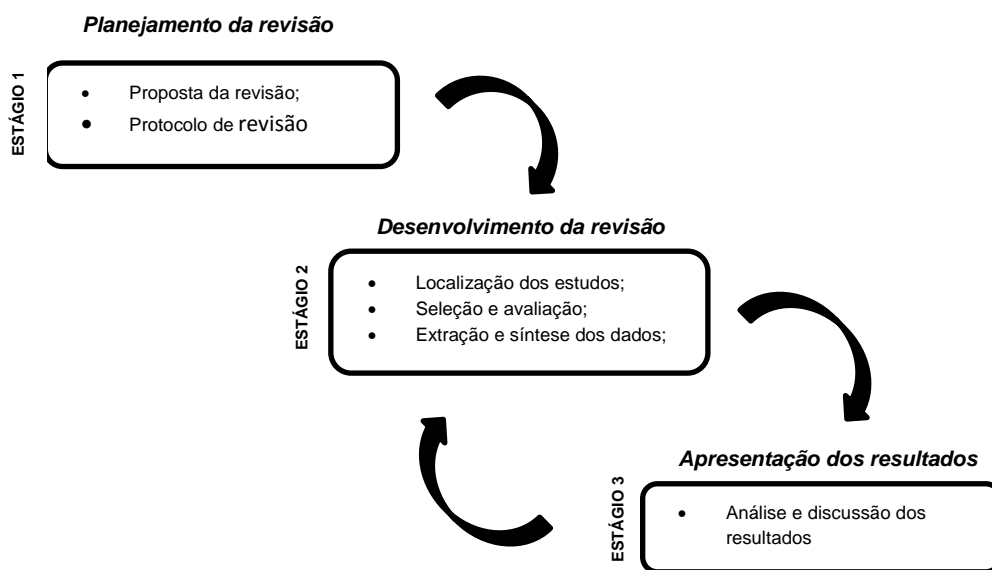 Planejamento da revisão
ESTÁGIO 1
• Proposta da revisão;
• Protocolo de revisão
Desenvolvimento da revisão
ESTÁGIO 2
• Localização dos estudos;
• Seleção e avaliação;
• Extração e síntese dos dados;
Apresentação dos resultados
ESTÁGIO 3
• Análise e discussão dos
resultados